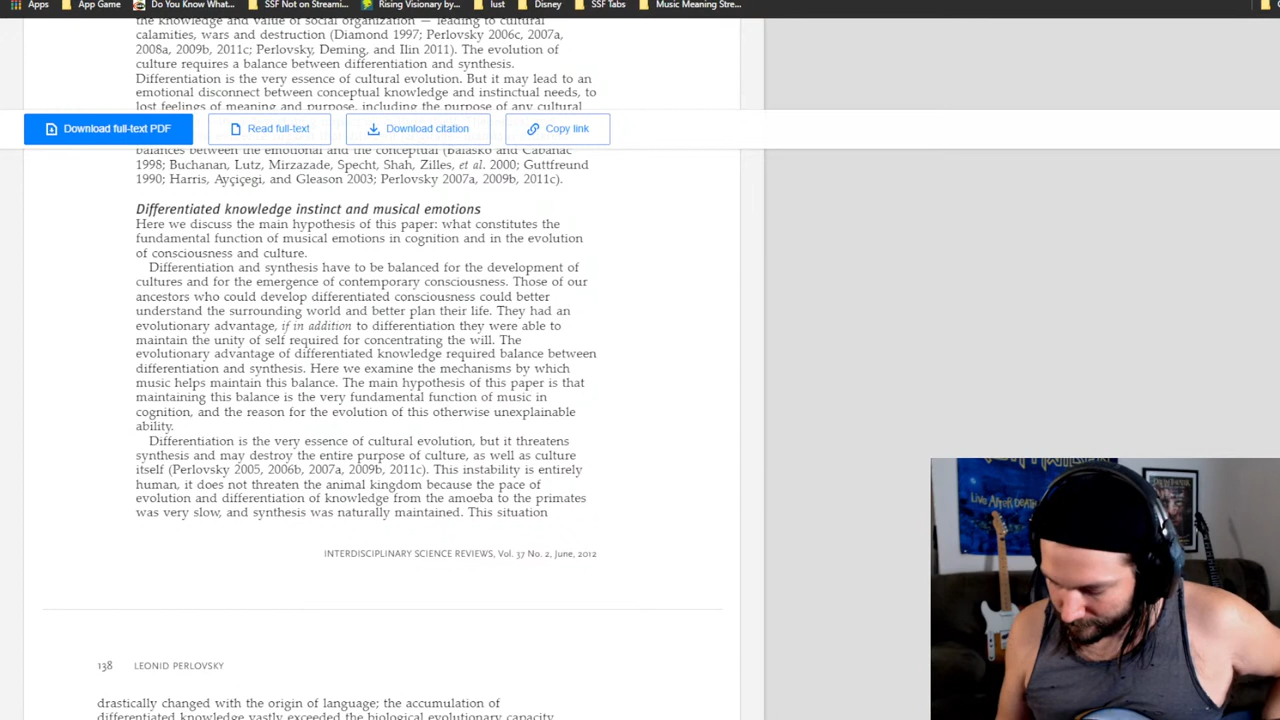 Apps App Game Do You Know What... SSF Not on Streami... Rising Visionary by... lust Disney SSF Tabs Music Meaning Stre...
the knowledge and value of social organization — leading to cultural
calamities, wars and destruction (Diamond 1997; Perlovsky 2006c, 2007a,
2008a, 2009b, 2011c; Perlovsky, Deming, and Ilin 2011). The evolution of
culture requires a balance between differentiation and synthesis.
Differentiation is the very essence of cultural evolution. But it may lead to an
emotional disconnect between conceptual knowledge and instinctual needs, to
lost feelings of meaning and purpose, including the purpose of any cultural
Download full-text PDF Read full-text Download citation Copy link
balances between the emotional and the conceptual (Balasko and Cabanac
1998; Buchanan, Lutz, Mirzazade, Specht, Shah, Zilles, et al. 2000; Guttfreund
1990; Harris, Ayçiçegi, and Gleason 2003; Perlovsky 2007a, 2009b, 2011c).
Differentiated knowledge instinct and musical emotions
Here we discuss the main hypothesis of this paper: what constitutes the
fundamental function of musical emotions in cognition and in the evolution
of consciousness and culture.
Differentiation and synthesis have to be balanced for the development of
cultures and for the emergence of contemporary consciousness. Those of our
ancestors who could develop differentiated consciousness could better
understand the surrounding world and better plan their life. They had an
evolutionary advantage, if in addition to differentiation they were able to
maintain the unity of self required for concentrating the will. The
evolutionary advantage of differentiated knowledge required balance between
differentiation and synthesis. Here we examine the mechanisms by which
music helps maintain this balance. The main hypothesis of this paper is that
maintaining this balance is the very fundamental function of music in
cognition, and the reason for the evolution of this otherwise unexplainable
ability.
Differentiation is the very essence of cultural evolution, but it threatens
synthesis and may destroy the entire purpose of culture, as well as culture
itself (Perlovsky 2005, 2006b, 2007a, 2009b, 2011c). This instability is entirely
human, it does not threaten the animal kingdom because the pace of
evolution and differentiation of knowledge from the amoeba to the primates
was very slow, and synthesis was naturally maintained. This situation
INTERDISCIPLINARY SCIENCE REVIEWS, Vol. 37 No. 2, June, 2012
138 LEONID PERLOVSKY
drastically changed with the origin of language; the accumulation of
differentiated knowledge vastly exceeded the biological evolutionary capacity
LIVE AFTER DEATH